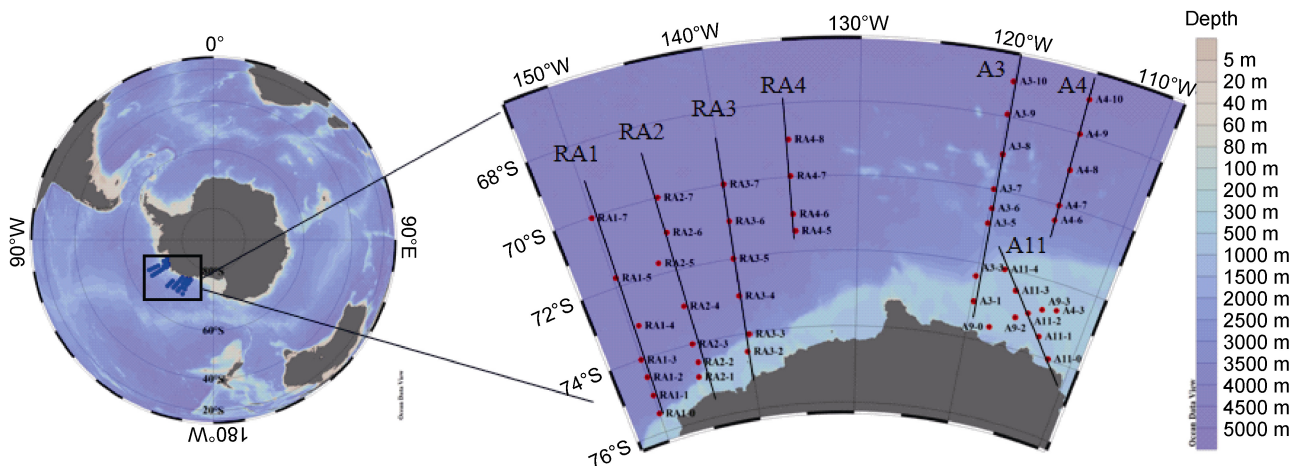 0°
90°W
90°E
180°W
80°S
60°S
40°S
20°S
Ocean Data View
150°W
140°W
130°W
120°W
110°W
68°S
70°S
72°S
74°S
76°S
RA1
RA2
RA3
RA4
A3
A4
A11
RA1-7
RA1-5
RA1-4
RA1-3
RA1-2
RA1-1
RA1-0
RA2-7
RA2-6
RA2-5
RA2-4
RA2-3
RA2-2
RA2-1
RA3-7
RA3-6
RA3-5
RA3-4
RA3-3
RA3-2
RA4-8
RA4-7
RA4-6
RA4-5
A3-10
A3-9
A3-8
A3-7
A3-6
A3-5
A3-3
A3-1
A4-10
A4-9
A4-8
A4-7
A4-6
A11-4
A11-3
A9-3
A4-3
A9-0
A9-2
A11-2
A11-1
A11-0
Ocean Data View
Depth
5 m
20 m
40 m
60 m
80 m
100 m
200 m
300 m
500 m
1000 m
1500 m
2000 m
2500 m
3000 m
3500 m
4000 m
4500 m
5000 m